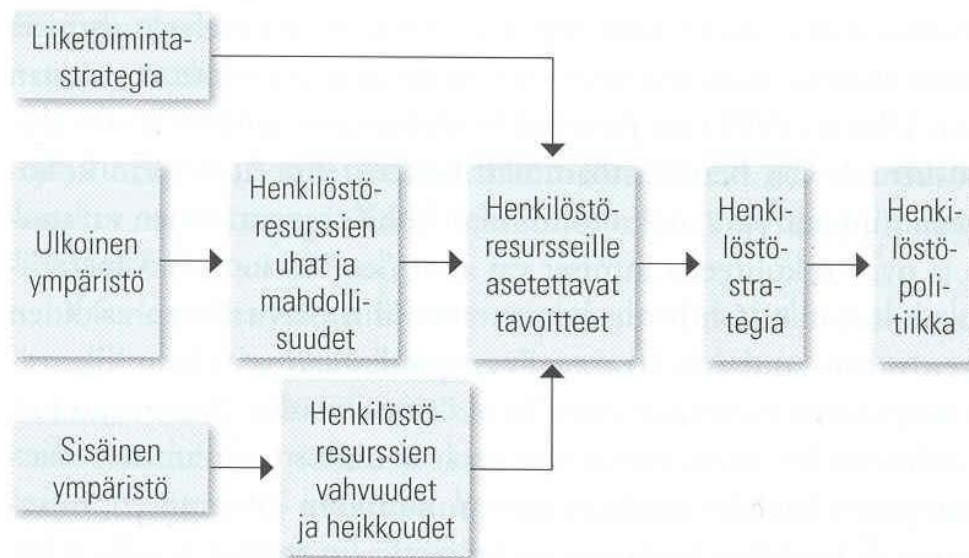 Liiketoiminta-
strategia
Ulkoinen
ympäristö
Henkilöstö-
resurssien
uhat ja
mahdolli-
suudet
Henkilöstö-
resursseille
asetettavat
tavoitteet
Henki-
löstö-
stra-
tegia
Henki-
löstö-
poli-
tiikka
Sisäinen
ympäristö
Henkilöstö-
resurssien
vahvuudet
ja heikkoudet